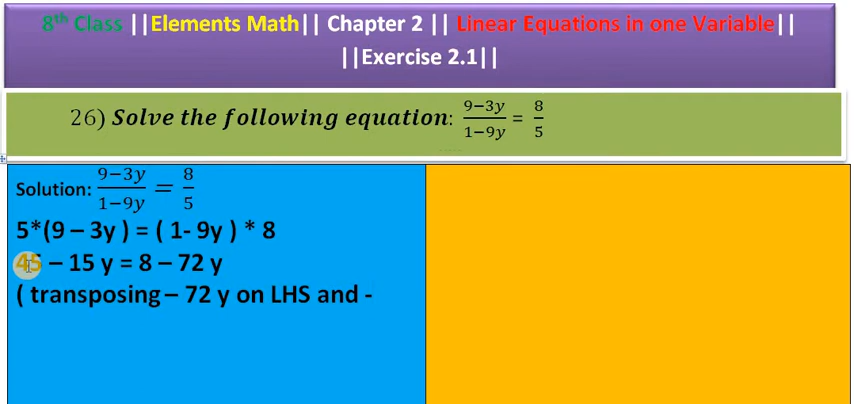 8th Class ||Elements Math|| Chapter 2 || Linear Equations in one Variable||
||Exercise 2.1||
26) Solve the following equation: (9−3y)/(1−9y) = 8/5
Solution: (9−3y)/(1−9y) = 8/5
5*(9 – 3y ) = ( 1- 9y ) * 8
45 – 15 y = 8 – 72 y
( transposing – 72 y on LHS and -